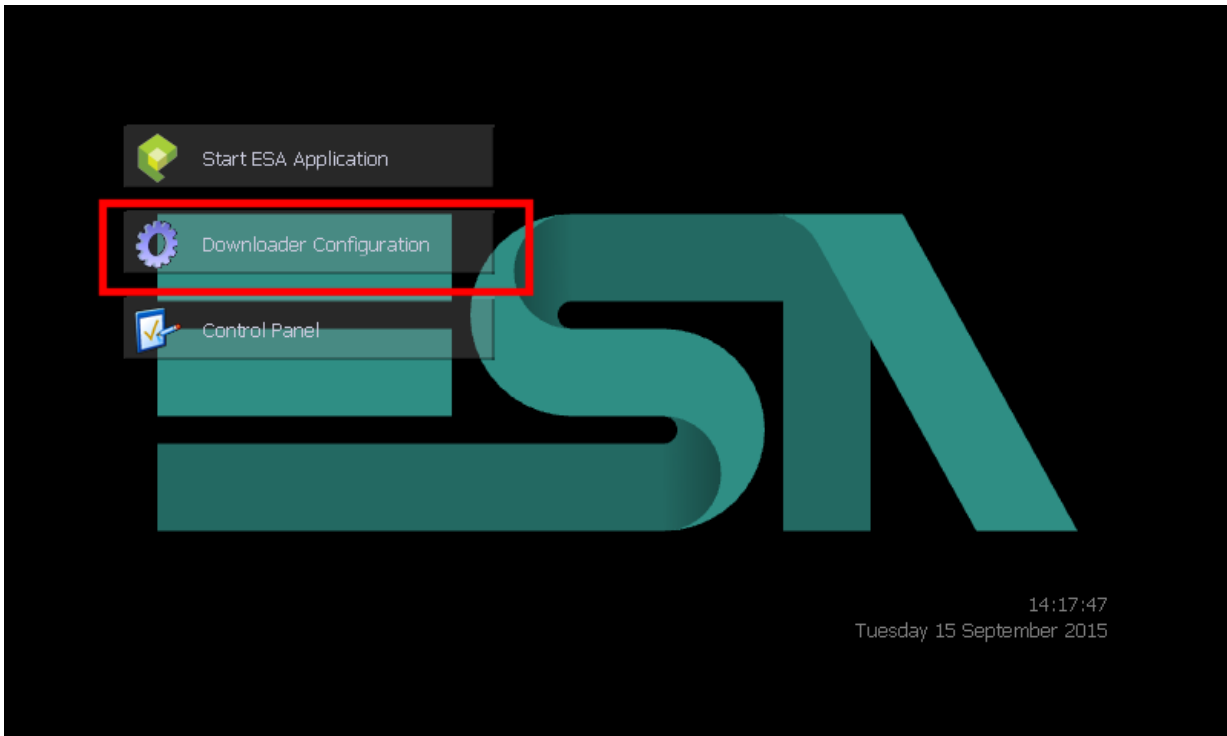 Start ESA Application
Downloader Configuration
Control Panel
ESA
14:17:47
Tuesday 15 September 2015